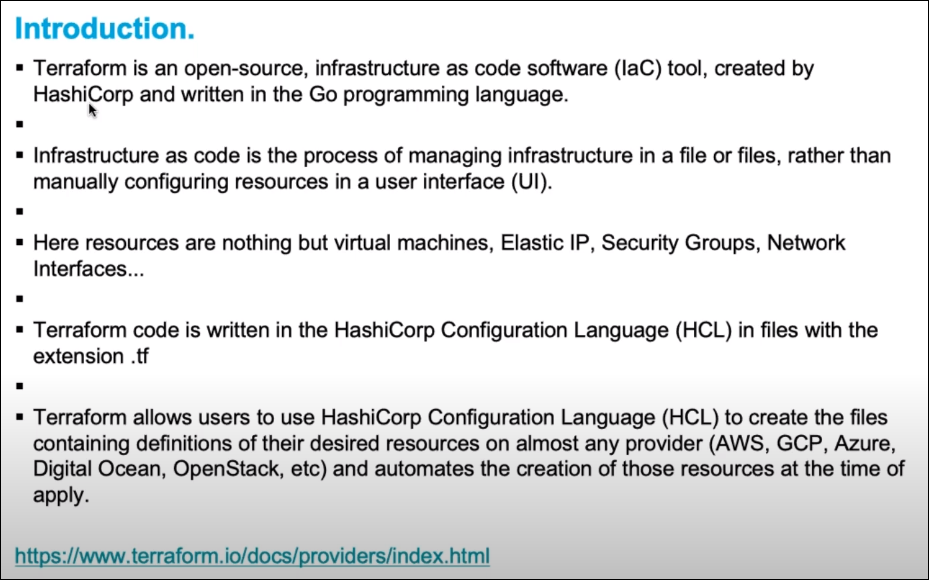 Introduction.
▪ Terraform is an open-source, infrastructure as code software (IaC) tool, created by
HashiCorp and written in the Go programming language.
▪
▪ Infrastructure as code is the process of managing infrastructure in a file or files, rather than
manually configuring resources in a user interface (UI).
▪
▪ Here resources are nothing but virtual machines, Elastic IP, Security Groups, Network
Interfaces...
▪
▪ Terraform code is written in the HashiCorp Configuration Language (HCL) in files with the
extension .tf
▪
▪ Terraform allows users to use HashiCorp Configuration Language (HCL) to create the files
containing definitions of their desired resources on almost any provider (AWS, GCP, Azure,
Digital Ocean, OpenStack, etc) and automates the creation of those resources at the time of
apply.
https://www.terraform.io/docs/providers/index.html